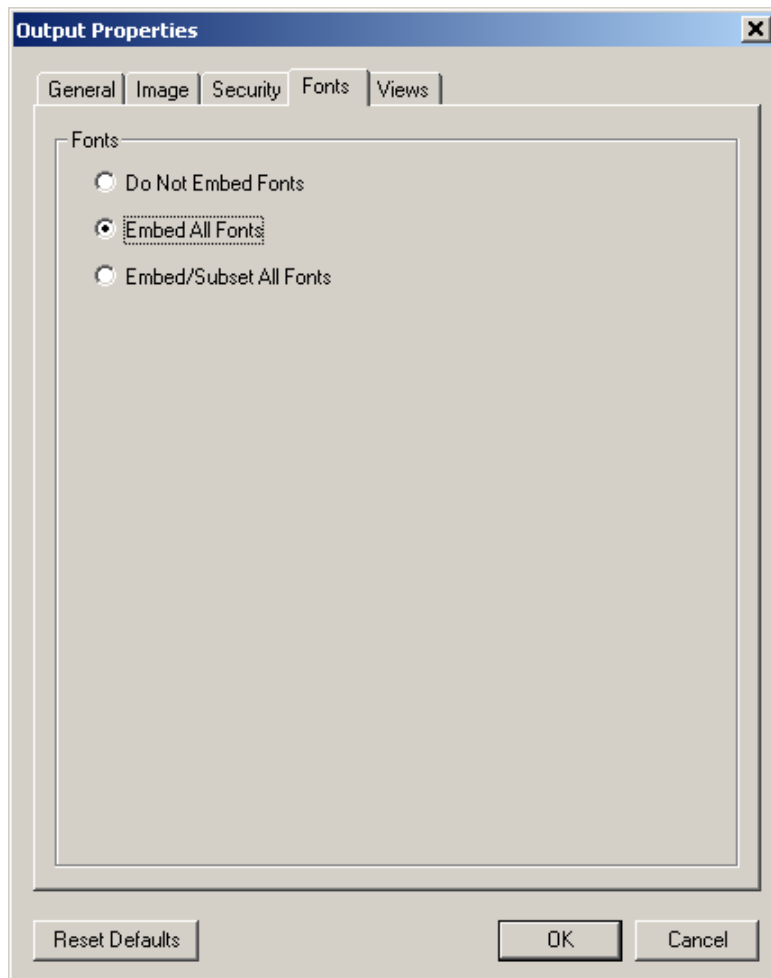 Output Properties
General Image Security Fonts Views
Fonts
Do Not Embed Fonts
Embed All Fonts
Embed/Subset All Fonts
Reset Defaults OK Cancel